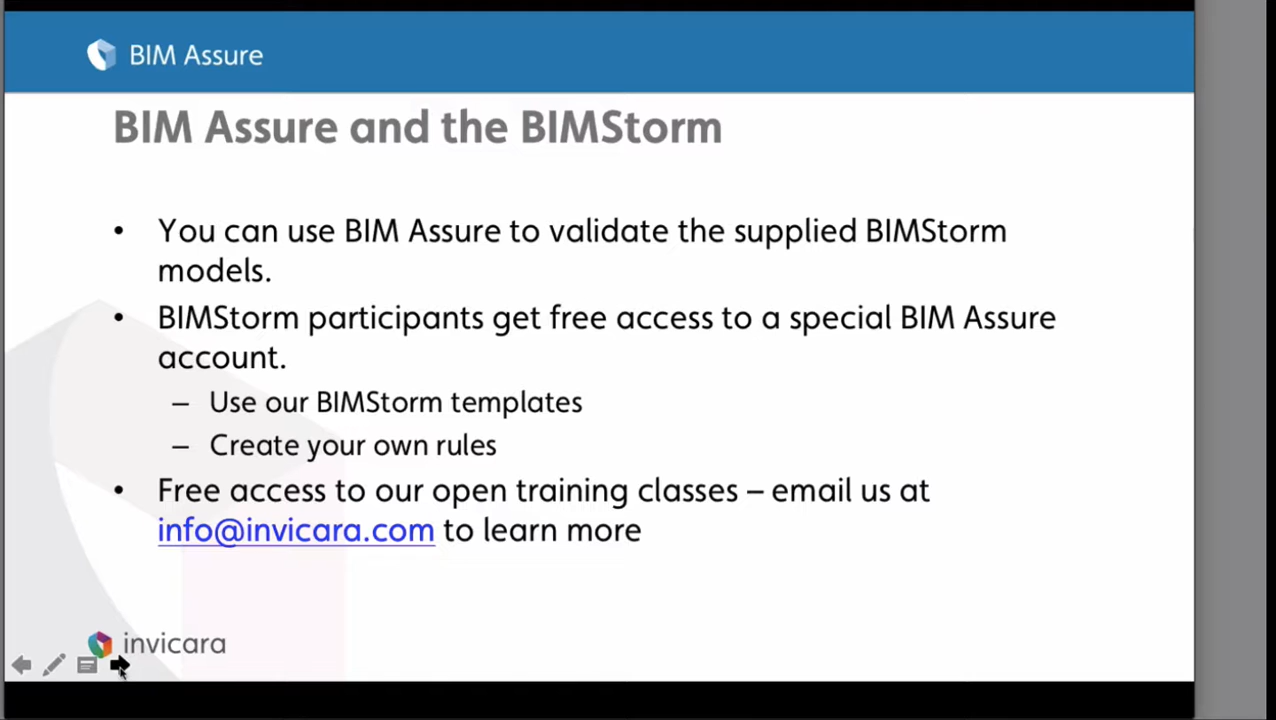 BIM Assure
BIM Assure and the BIMStorm
• You can use BIM Assure to validate the supplied BIMStorm
models.
• BIMStorm participants get free access to a special BIM Assure
account.
– Use our BIMStorm templates
– Create your own rules
• Free access to our open training classes – email us at
info@invicara.com to learn more
invicara